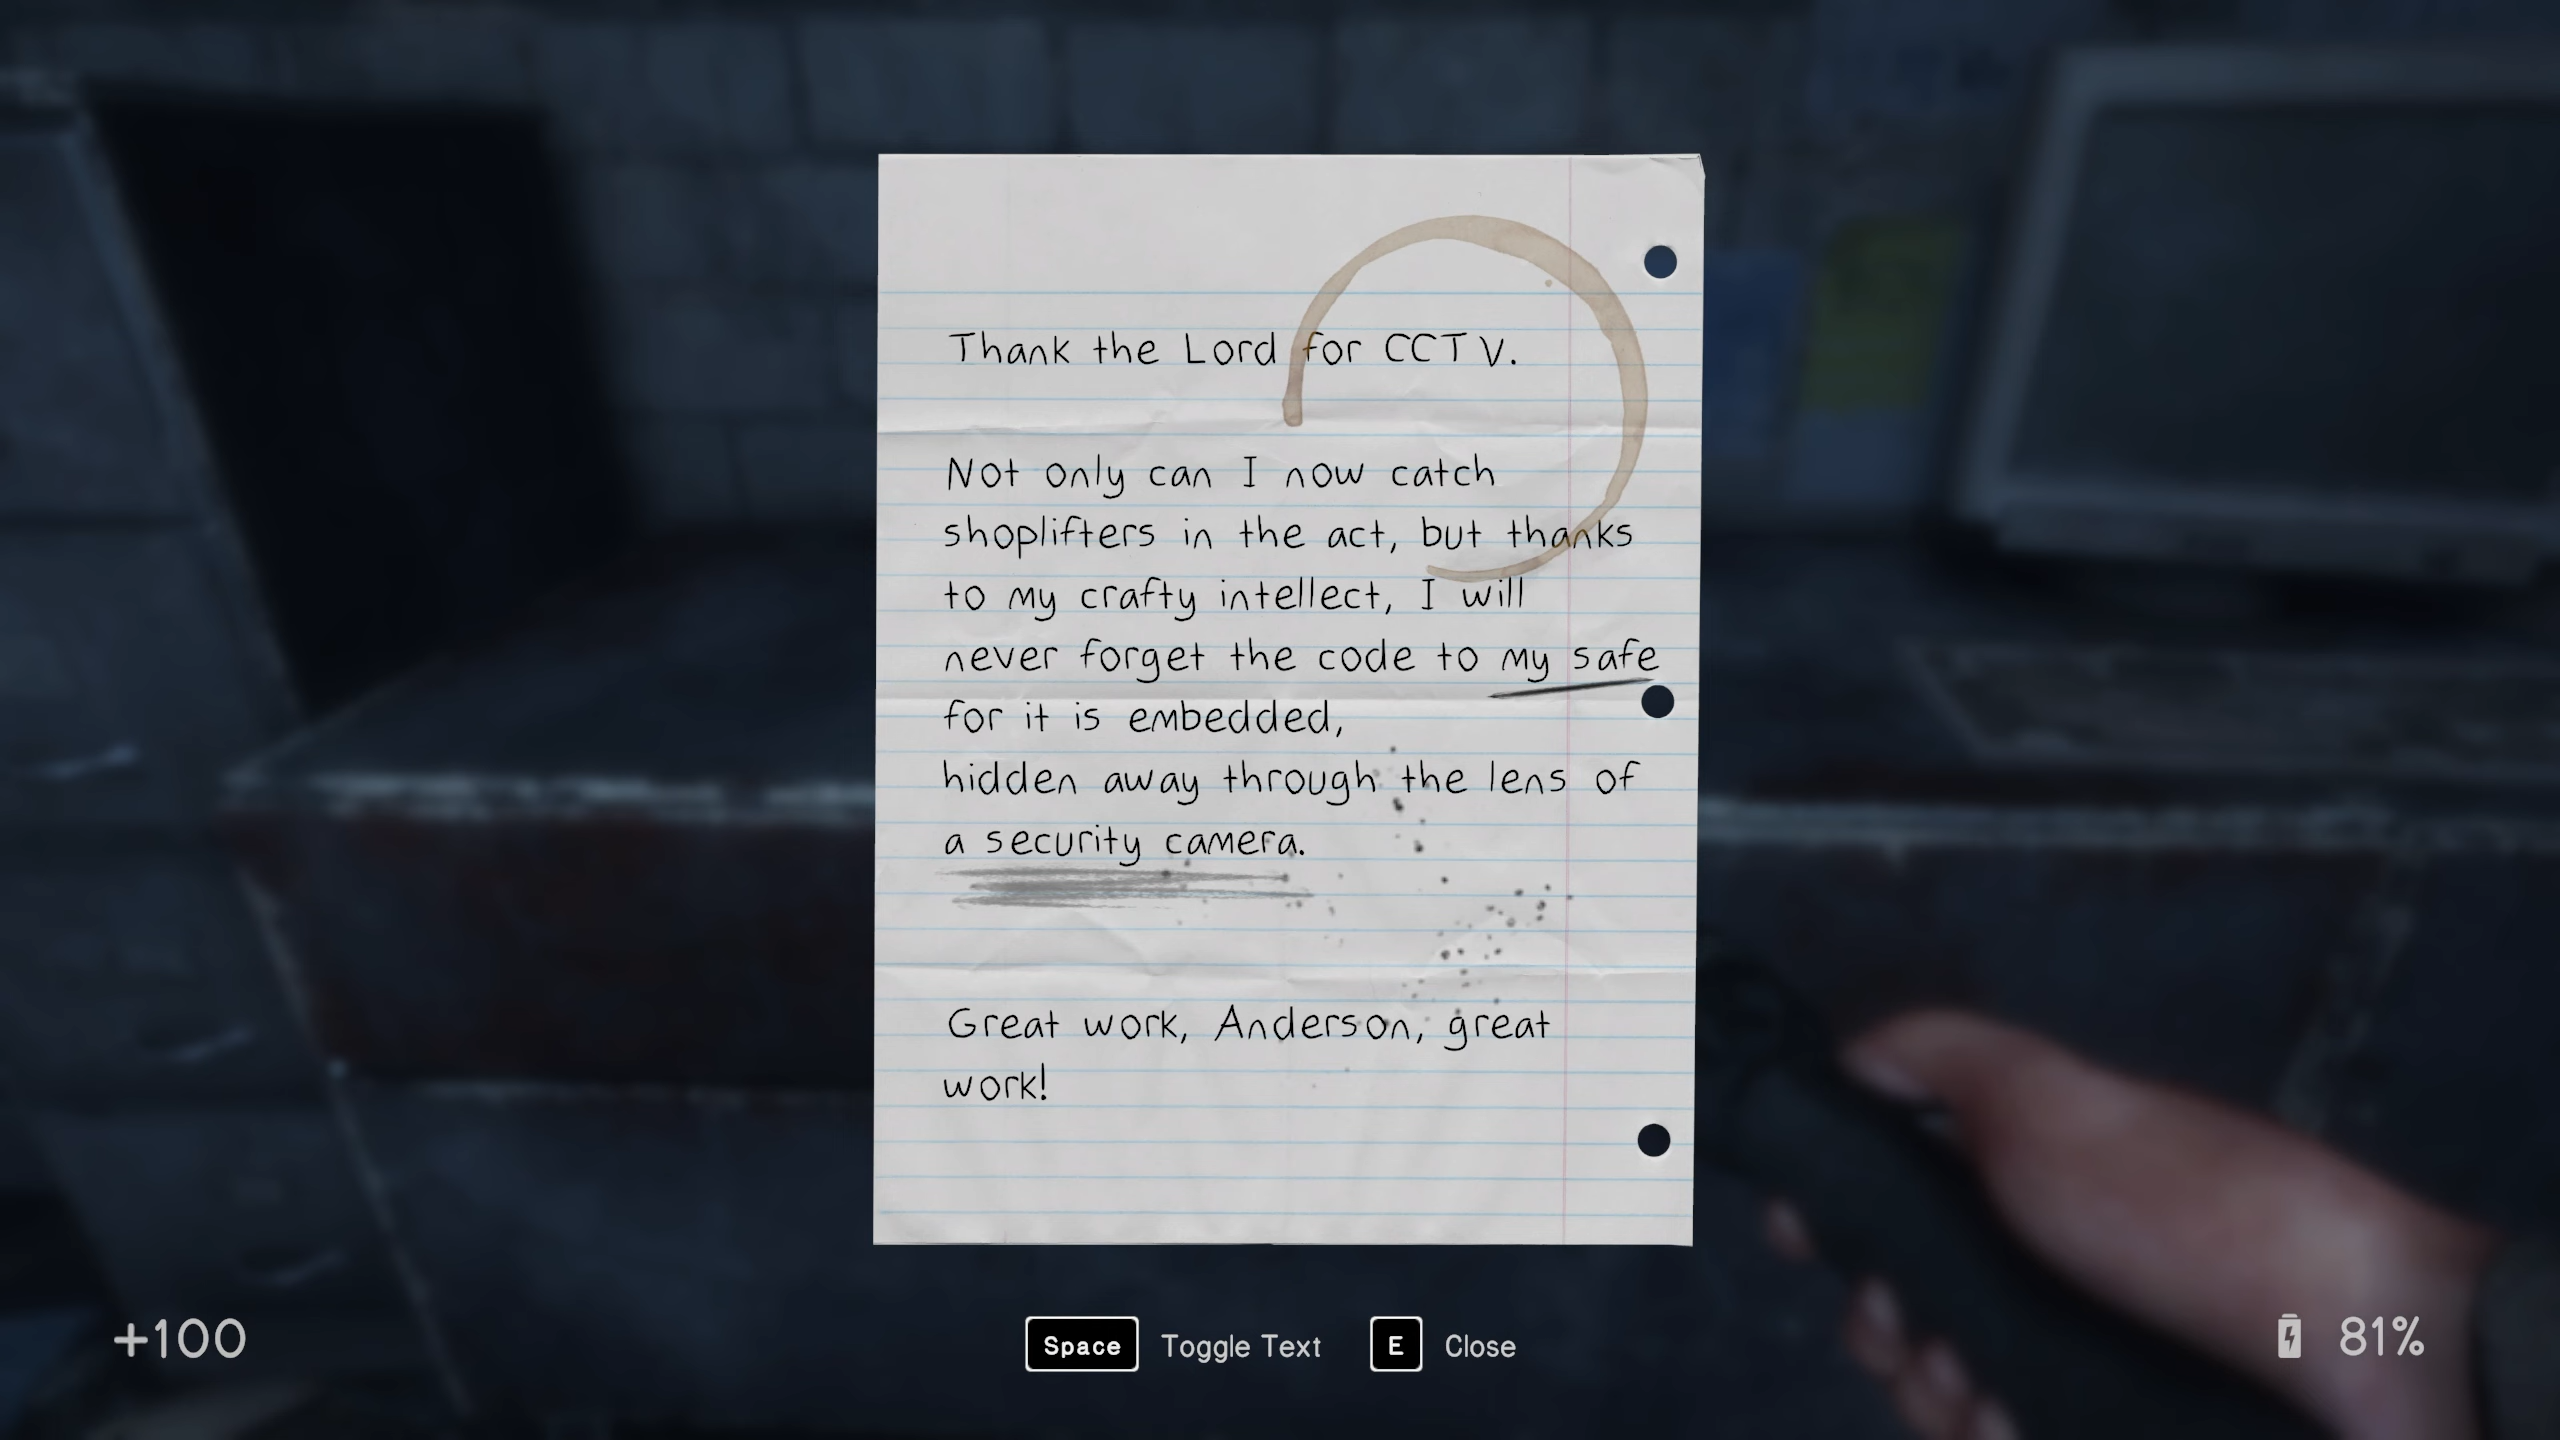 Thank the Lord for CCTV.
Not only can I now catch
shoplifters in the act, but thanks
to my crafty intellect, I will
never forget the code to my safe
for it is embedded,
hidden away through the lens of
a security camera.
Great work, Anderson, great
work!
+100
Space Toggle Text E Close
81%